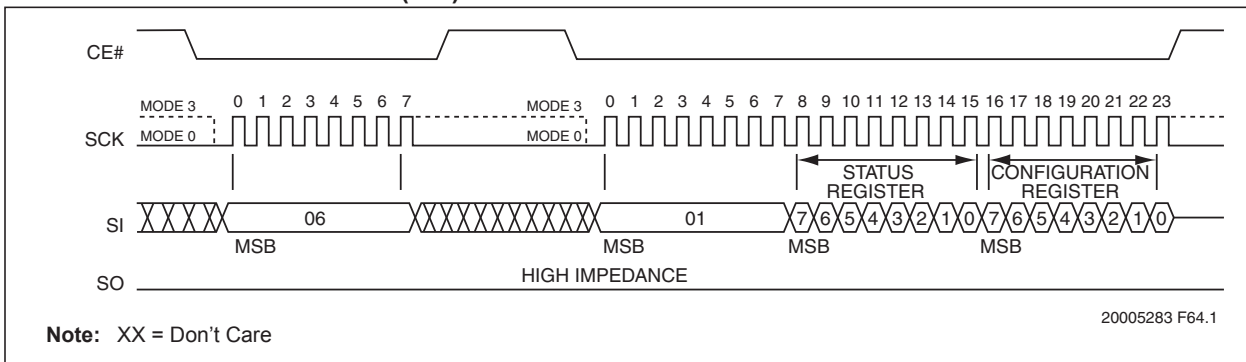 CE#
MODE 3 0 1 2 3 4 5 6 7 MODE 3 0 1 2 3 4 5 6 7 8 9 10 11 12 13 14 15 16 17 18 19 20 21 22 23
SCK MODE 0 MODE 0
STATUS REGISTER
CONFIGURATION REGISTER
SI 06 01 7 6 5 4 3 2 1 0 7 6 5 4 3 2 1 0
MSB MSB MSB MSB
HIGH IMPEDANCE
SO
20005283 F64.1
Note: XX = Don't Care